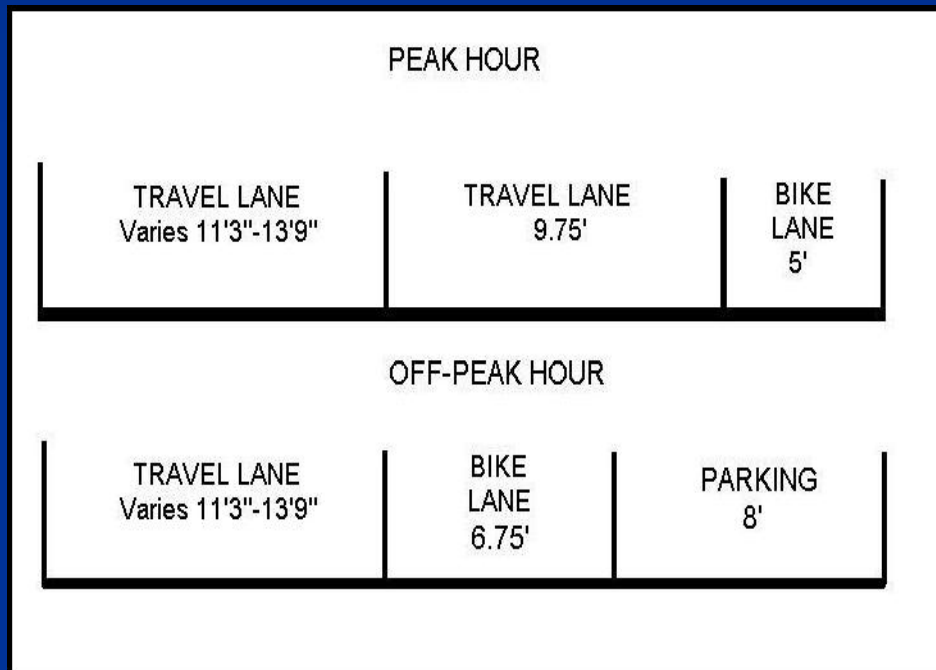 PEAK HOUR
TRAVEL LANE
Varies 11'3"-13'9"
TRAVEL LANE
9.75'
BIKE
LANE
5'
OFF-PEAK HOUR
TRAVEL LANE
Varies 11'3"-13'9"
BIKE
LANE
6.75'
PARKING
8'